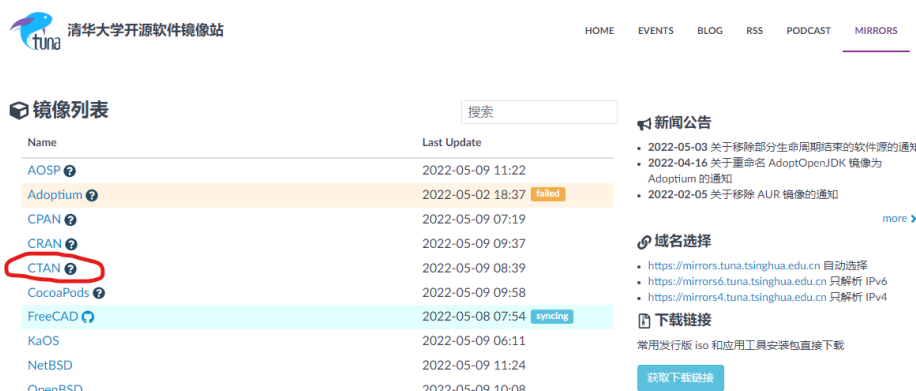 tuna 清华大学开源软件镜像站
HOME EVENTS BLOG RSS PODCAST MIRRORS
镜像列表
搜索
Name Last Update
AOSP 2022-05-09 11:22
Adoptium 2022-05-02 18:37 failed
CPAN 2022-05-09 07:19
CRAN 2022-05-09 09:37
CTAN 2022-05-09 08:39
CocoaPods 2022-05-09 09:58
FreeCAD 2022-05-08 07:54 syncing
KaOS 2022-05-09 06:11
NetBSD 2022-05-09 11:24
OpenBSD 2022-05-09 10:08
新闻公告
2022-05-03 关于移除部分生命周期结束的软件源的通知
2022-04-16 关于重命名 AdoptOpenJDK 镜像为
Adoptium 的通知
2022-02-05 关于移除 AUR 镜像的通知
more
域名选择
https://mirrors.tuna.tsinghua.edu.cn 自动选择
https://mirrors6.tuna.tsinghua.edu.cn 只解析 IPv6
https://mirrors4.tuna.tsinghua.edu.cn 只解析 IPv4
下载链接
常用发行版 iso 和应用工具安装包直接下载
获取下载链接